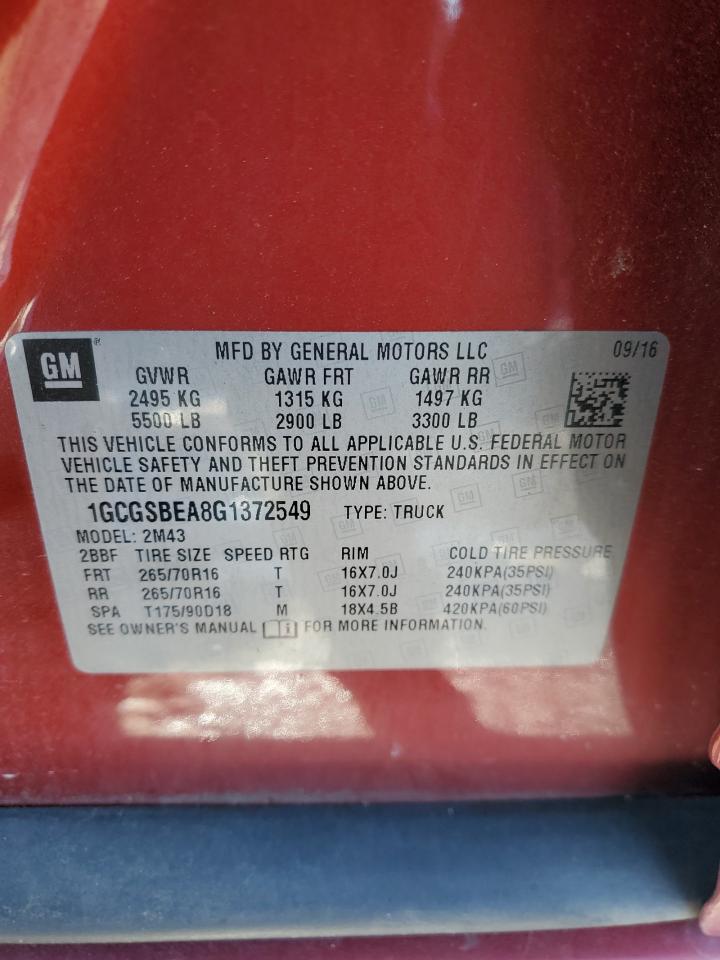 GM
MFD BY GENERAL MOTORS LLC 09/16
GVWR GAWR FRT GAWR RR
2495 KG 1315 KG 1497 KG
5500 LB 2900 LB 3300 LB
THIS VEHICLE CONFORMS TO ALL APPLICABLE U.S. FEDERAL MOTOR
VEHICLE SAFETY AND THEFT PREVENTION STANDARDS IN EFFECT ON
THE DATE OF MANUFACTURE SHOWN ABOVE.
1GCGSBEA8G1372549 TYPE: TRUCK
MODEL: 2M43
2BBF TIRE SIZE SPEED RTG RIM COLD TIRE PRESSURE
FRT 265/70R16 T 16X7.0J 240KPA(35PSI)
RR 265/70R16 T 16X7.0J 240KPA(35PSI)
SPA T175/90D18 M 18X4.5B 420KPA(60PSI)
SEE OWNER'S MANUAL FOR MORE INFORMATION.